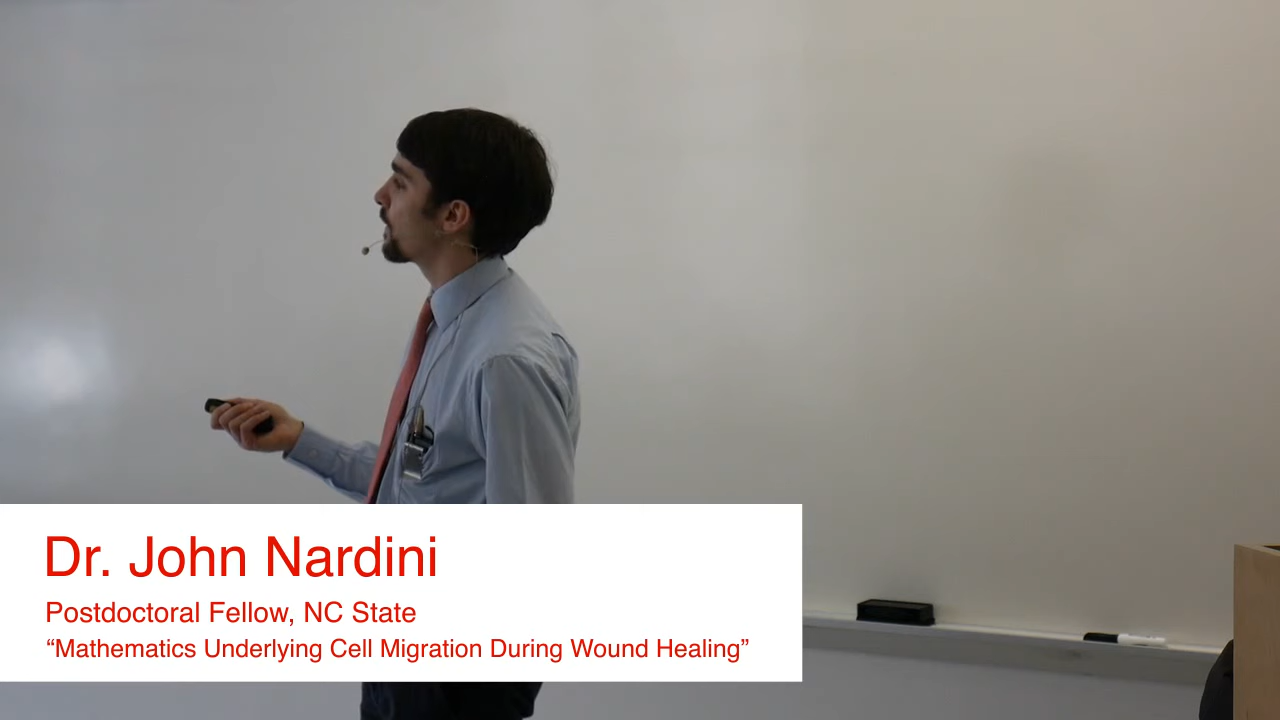 Dr. John Nardini
Postdoctoral Fellow, NC State
“Mathematics Underlying Cell Migration During Wound Healing”